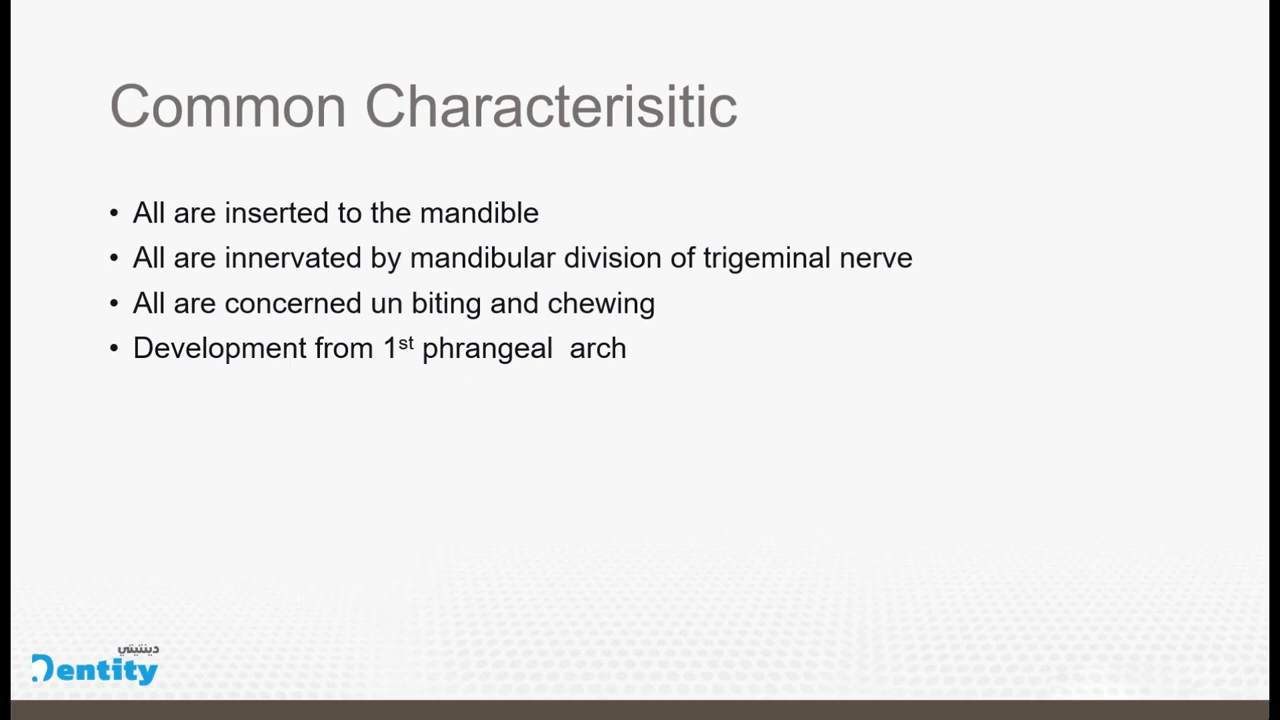 Common Characterisitic
• All are inserted to the mandible
• All are innervated by mandibular division of trigeminal nerve
• All are concerned un biting and chewing
• Development from 1st phrangeal  arch
دينتيتي
Dentity